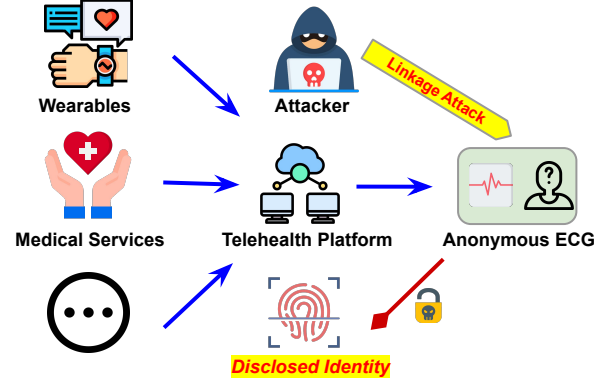 Wearables
Attacker
Linkage Attack
Medical Services
Telehealth Platform
?
Anonymous ECG
Disclosed Identity